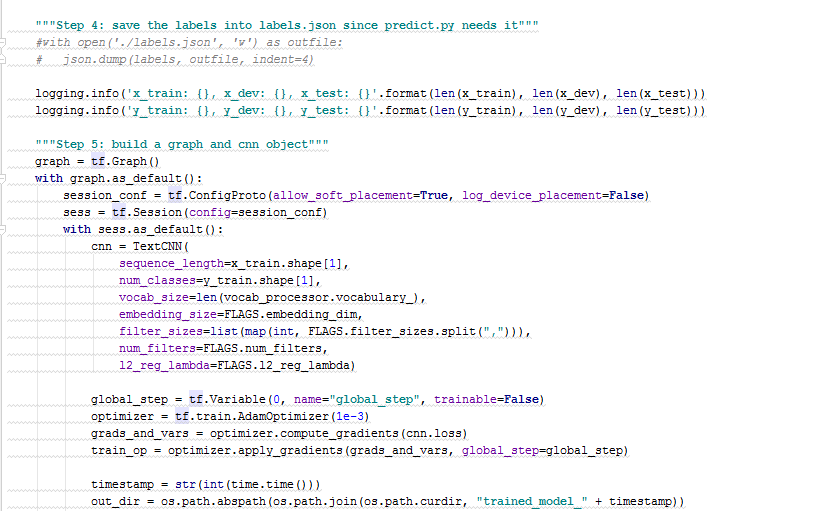 """Step 4: save the labels into labels.json since predict.py needs it"""
#with open('./labels.json', 'w') as outfile:
#   json.dump(labels, outfile, indent=4)
logging.info('x_train: {}, x_dev: {}, x_test: {}'.format(len(x_train), len(x_dev), len(x_test)))
logging.info('y_train: {}, y_dev: {}, y_test: {}'.format(len(y_train), len(y_dev), len(y_test)))
"""Step 5: build a graph and cnn object"""
graph = tf.Graph()
with graph.as_default():
    session_conf = tf.ConfigProto(allow_soft_placement=True, log_device_placement=False)
    sess = tf.Session(config=session_conf)
    with sess.as_default():
        cnn = TextCNN(
            sequence_length=x_train.shape[1],
            num_classes=y_train.shape[1],
            vocab_size=len(vocab_processor.vocabulary_),
            embedding_size=FLAGS.embedding_dim,
            filter_sizes=list(map(int, FLAGS.filter_sizes.split(","))),
            num_filters=FLAGS.num_filters,
            l2_reg_lambda=FLAGS.l2_reg_lambda)
        global_step = tf.Variable(0, name="global_step", trainable=False)
        optimizer = tf.train.AdamOptimizer(1e-3)
        grads_and_vars = optimizer.compute_gradients(cnn.loss)
        train_op = optimizer.apply_gradients(grads_and_vars, global_step=global_step)
        timestamp = str(int(time.time()))
        out_dir = os.path.abspath(os.path.join(os.path.curdir, "trained_model_" + timestamp))